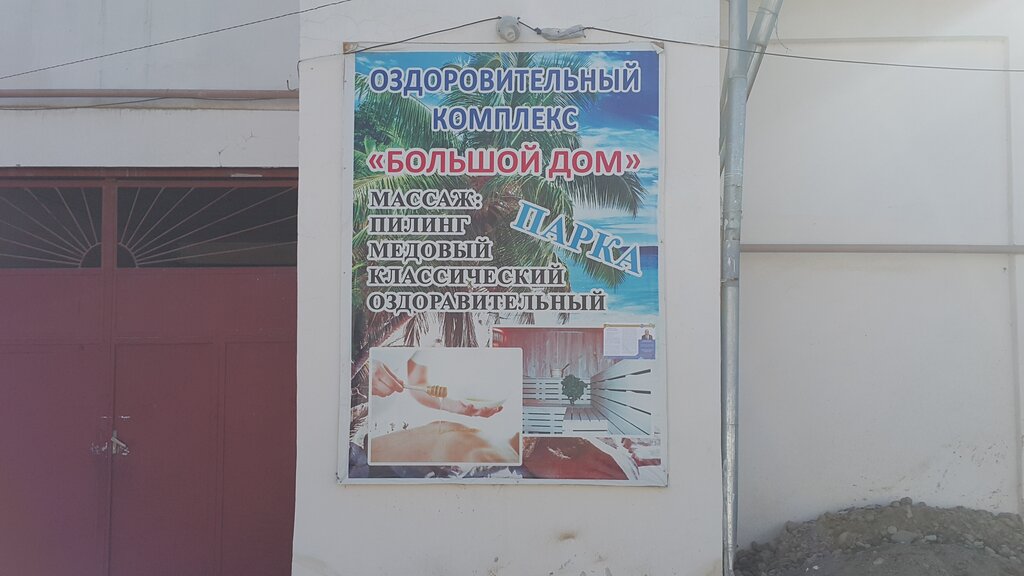 ОЗДОРОВИТЕЛЬНЫЙ
КОМПЛЕКС
«БОЛЬШОЙ ДОМ»
МАССАЖ:
ПИЛИНГ
МЕДОВЫЙ
КЛАССИЧЕСКИЙ
ОЗДОРАВИТЕЛЬНЫЙ
ПАРКА